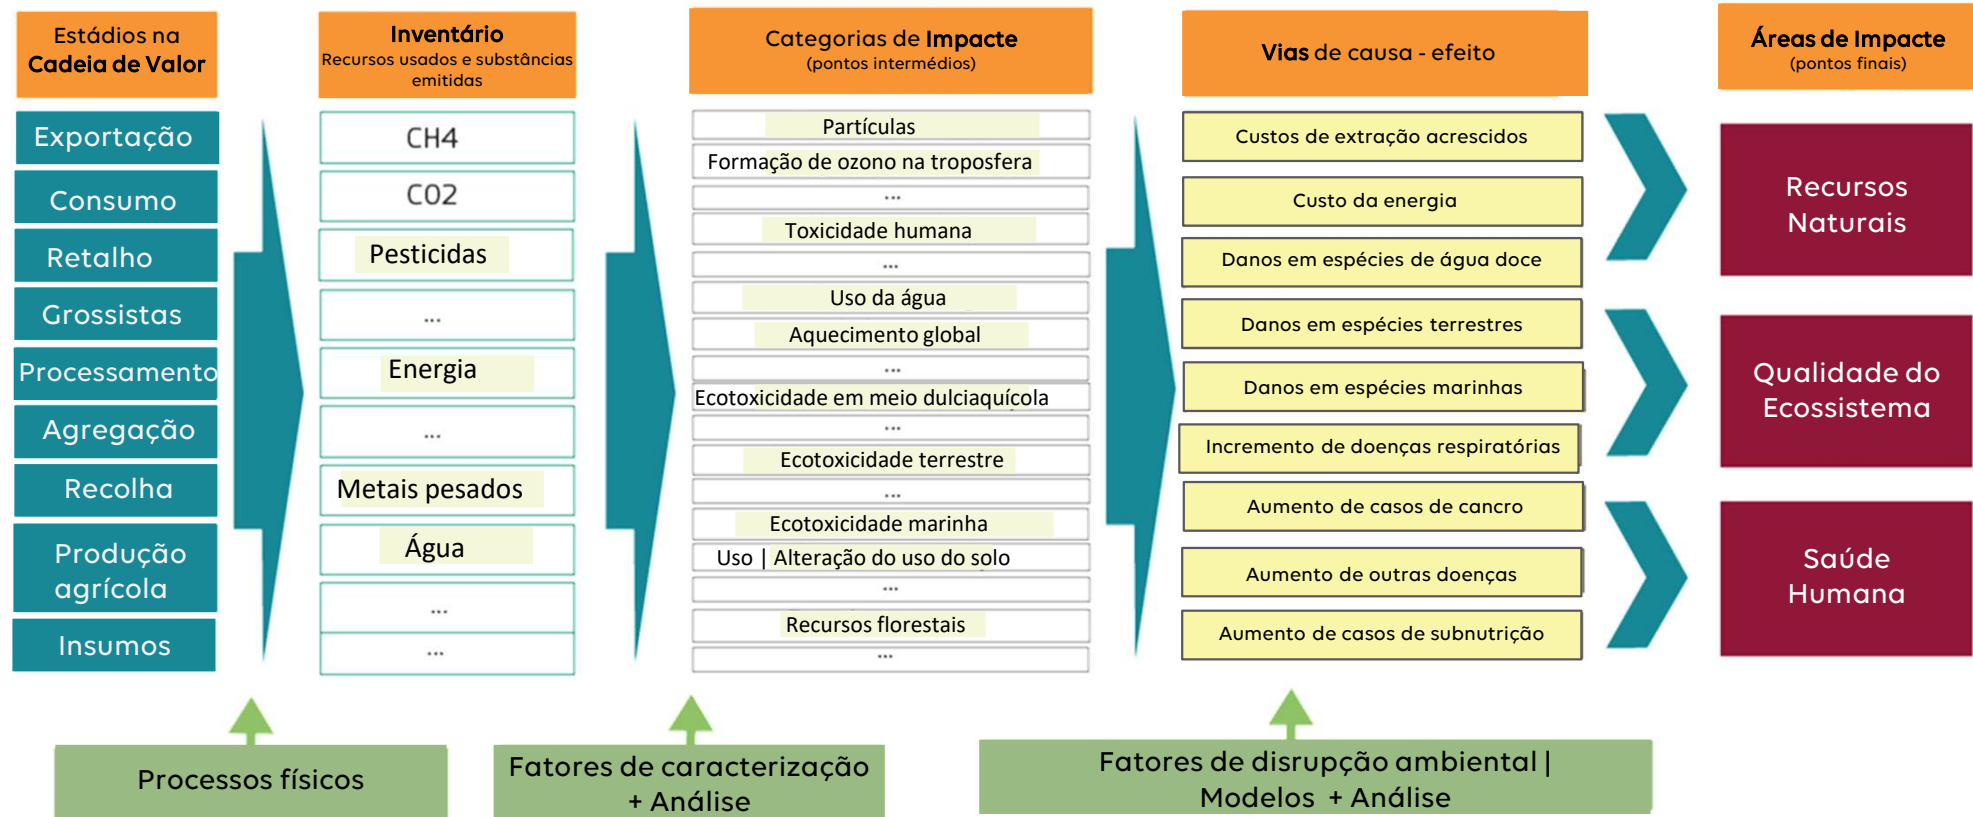 Estádios na
Cadeia de Valor
Exportação
Consumo
Retalho
Grossistas
Processamento
Agregação
Recolha
Produção
agrícola
Insumos
Inventário
Recursos usados e substâncias
emitidas
CH4
CO2
Pesticidas
...
Energia
...
Metais pesados
Água
...
...
Categorias de Impacte
(pontos intermédios)
Partículas
Formação de ozono na troposfera
...
Toxicidade humana
...
Uso da água
Aquecimento global
...
Ecotoxicidade em meio dulciaquícola
...
Ecotoxicidade terrestre
...
Ecotoxicidade marinha
Uso | Alteração do uso do solo
...
Recursos florestais
...
Vias de causa - efeito
Custos de extração acrescidos
Custo da energia
Danos em espécies de água doce
Danos em espécies terrestres
Danos em espécies marinhas
Incremento de doenças respiratórias
Aumento de casos de cancro
Aumento de outras doenças
Aumento de casos de subnutrição
Áreas de Impacte
(pontos finais)
Recursos
Naturais
Qualidade do
Ecossistema
Saúde
Humana
Processos físicos
Fatores de caracterização
+ Análise
Fatores de disrupção ambiental |
Modelos + Análise